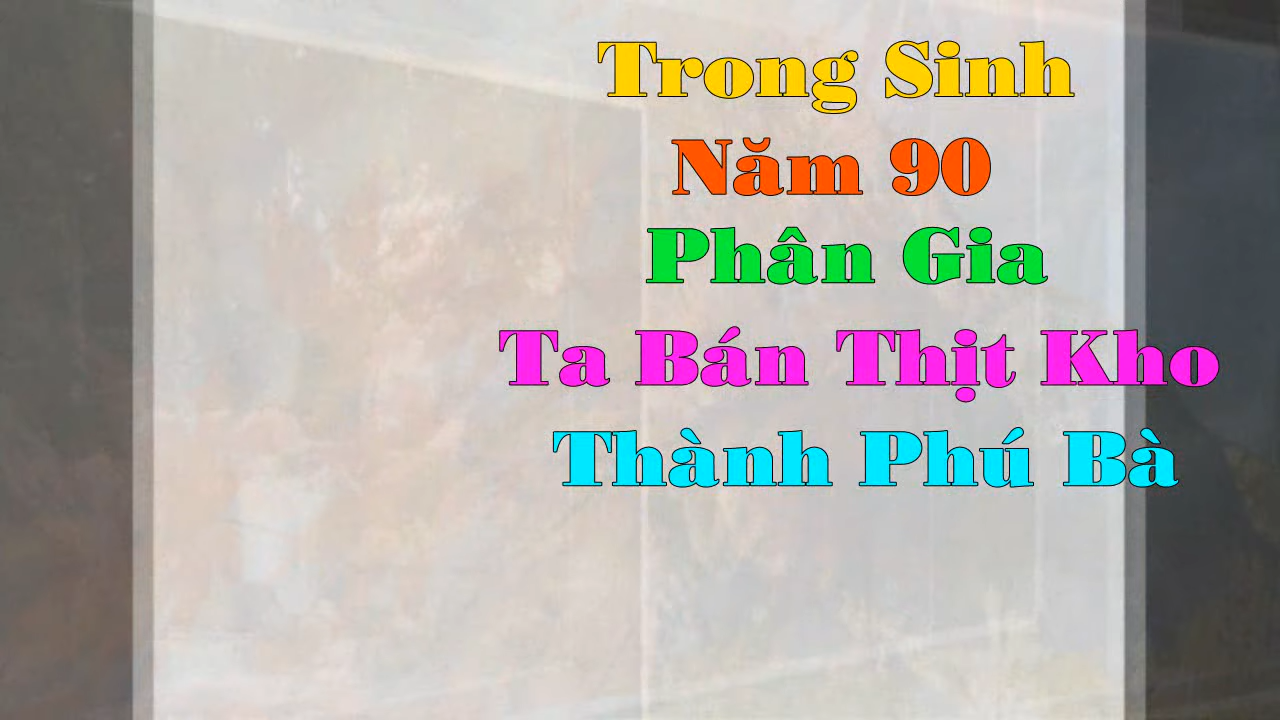 Trong Sinh
Năm 90
Phân Gia
Ta Bán Thịt Kho
Thành Phú Bà